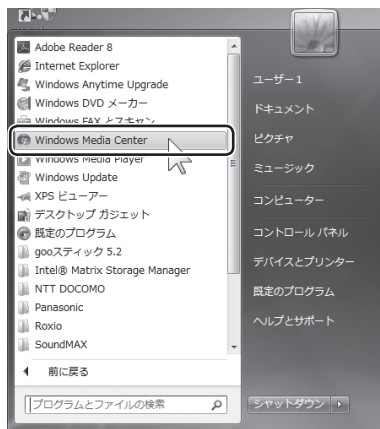 Adobe Reader 8
Internet Explorer
Windows Anytime Upgrade
Windows DVD メーカー
Windows FAX とスキャン
Windows Media Center
Windows Media Player
Windows Update
XPS ビューアー
デスクトップ ガジェット
既定のプログラム
gooスティック 5.2
Intel® Matrix Storage Manager
NTT DOCOMO
Panasonic
Roxio
SoundMAX
前に戻る
プログラムとファイルの検索
ユーザー1
ドキュメント
ピクチャ
ミュージック
コンピューター
コントロール パネル
デバイスとプリンター
既定のプログラム
ヘルプとサポート
シャットダウン